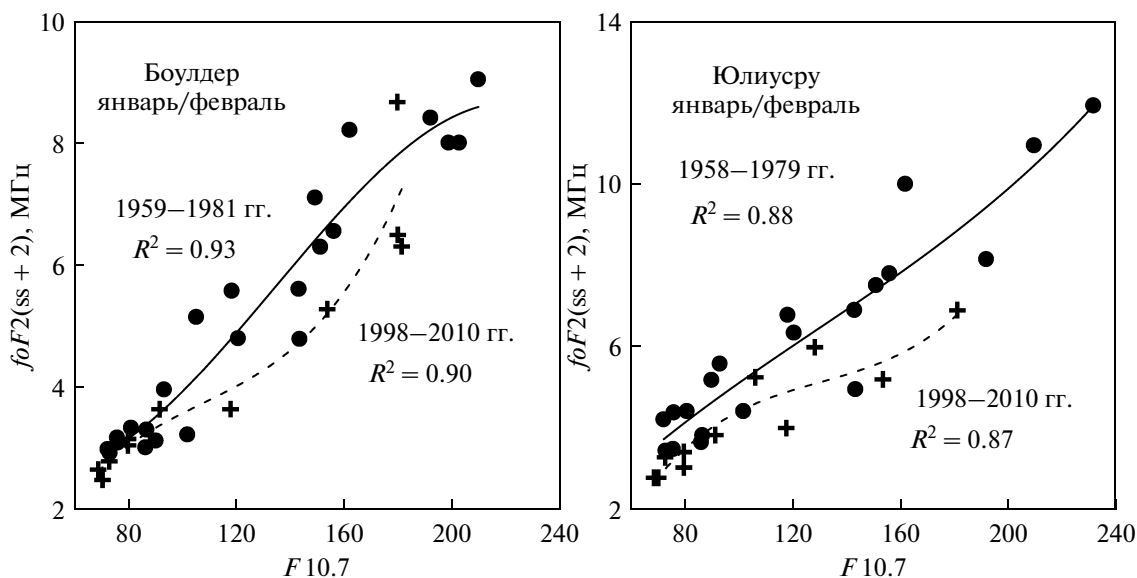 10
8
6
4
2
foF2(ss + 2), МГц
Боулдер
январь/февраль
1959–1981 гг.
R² = 0.93
1998–2010 гг.
R² = 0.90
80 120 160 200
F 10.7
14
10
6
2
foF2(ss + 2), МГц
Юлиусру
январь/февраль
1958–1979 гг.
R² = 0.88
1998–2010 гг.
R² = 0.87
80 120 160 200 240
F 10.7